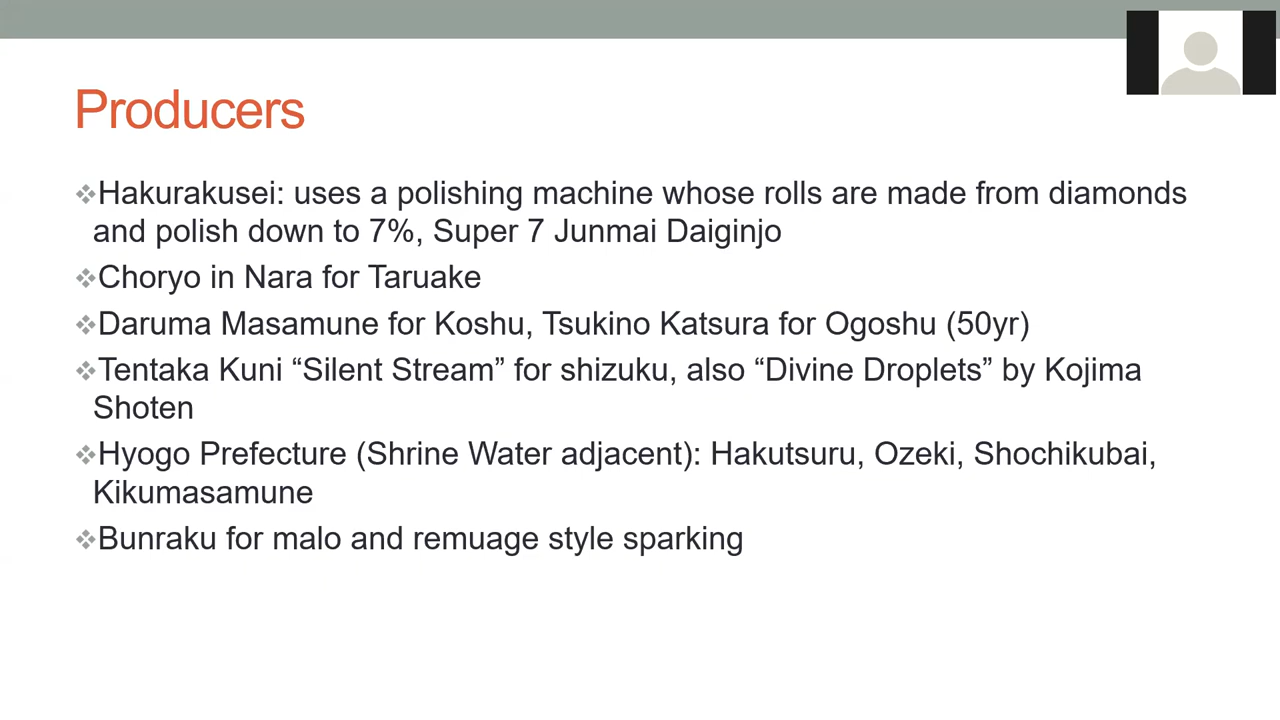 Producers
❖Hakurakusei: uses a polishing machine whose rolls are made from diamonds
and polish down to 7%, Super 7 Junmai Daiginjo
❖Choryo in Nara for Taruake
❖Daruma Masamune for Koshu, Tsukino Katsura for Ogoshu (50yr)
❖Tentaka Kuni “Silent Stream” for shizuku, also “Divine Droplets” by Kojima
Shoten
❖Hyogo Prefecture (Shrine Water adjacent): Hakutsuru, Ozeki, Shochikubai,
Kikumasamune
❖Bunraku for malo and remuage style sparking